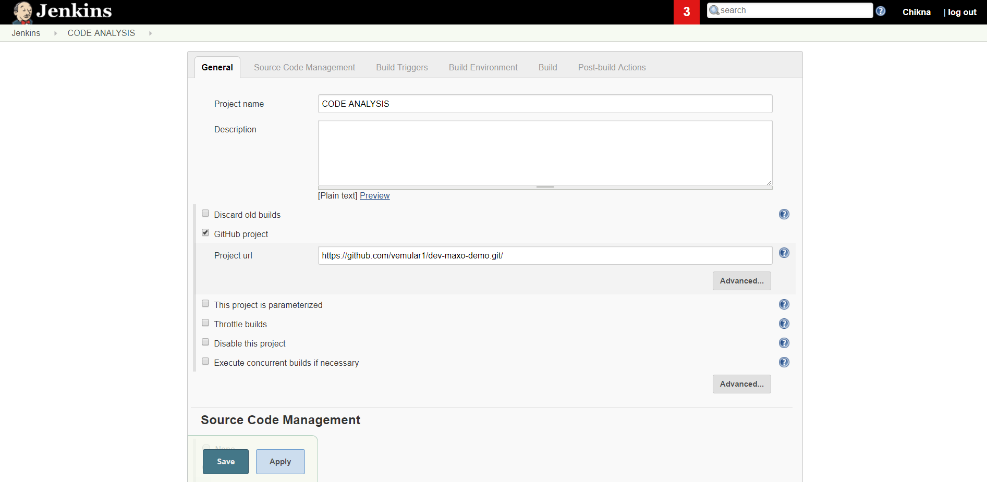 Jenkins 3 search Chikna | log out
Jenkins CODE ANALYSIS
General Source Code Management Build Triggers Build Environment Build Post-build Actions
Project name CODE ANALYSIS
Description
[Plain text] Preview
Discard old builds
GitHub project
Project url https://github.com/vemular1/dev-maxo-demo.git/
Advanced...
This project is parameterized
Throttle builds
Disable this project
Execute concurrent builds if necessary
Advanced...
Source Code Management
None
Save Apply